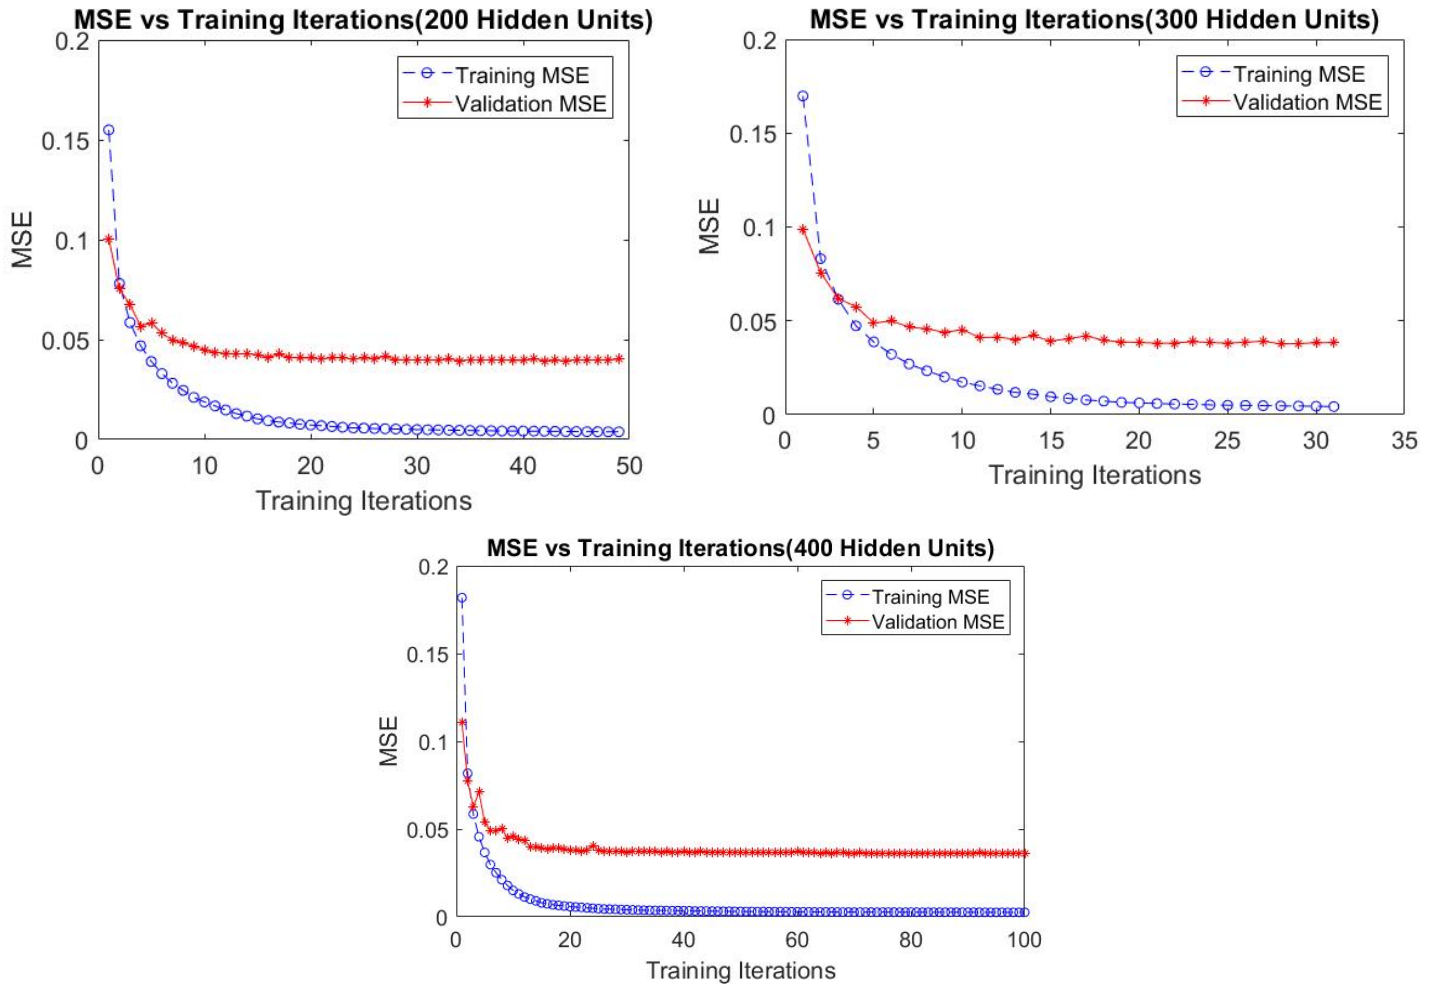 MSE vs Training Iterations(200 Hidden Units)
0.2
0.15
0.1
0.05
0
MSE
Training MSE
Validation MSE
0 10 20 30 40 50
Training Iterations
MSE vs Training Iterations(300 Hidden Units)
0.2
0.15
0.1
0.05
0
MSE
Training MSE
Validation MSE
0 5 10 15 20 25 30 35
Training Iterations
MSE vs Training Iterations(400 Hidden Units)
0.2
0.15
0.1
0.05
0
MSE
Training MSE
Validation MSE
0 20 40 60 80 100
Training Iterations